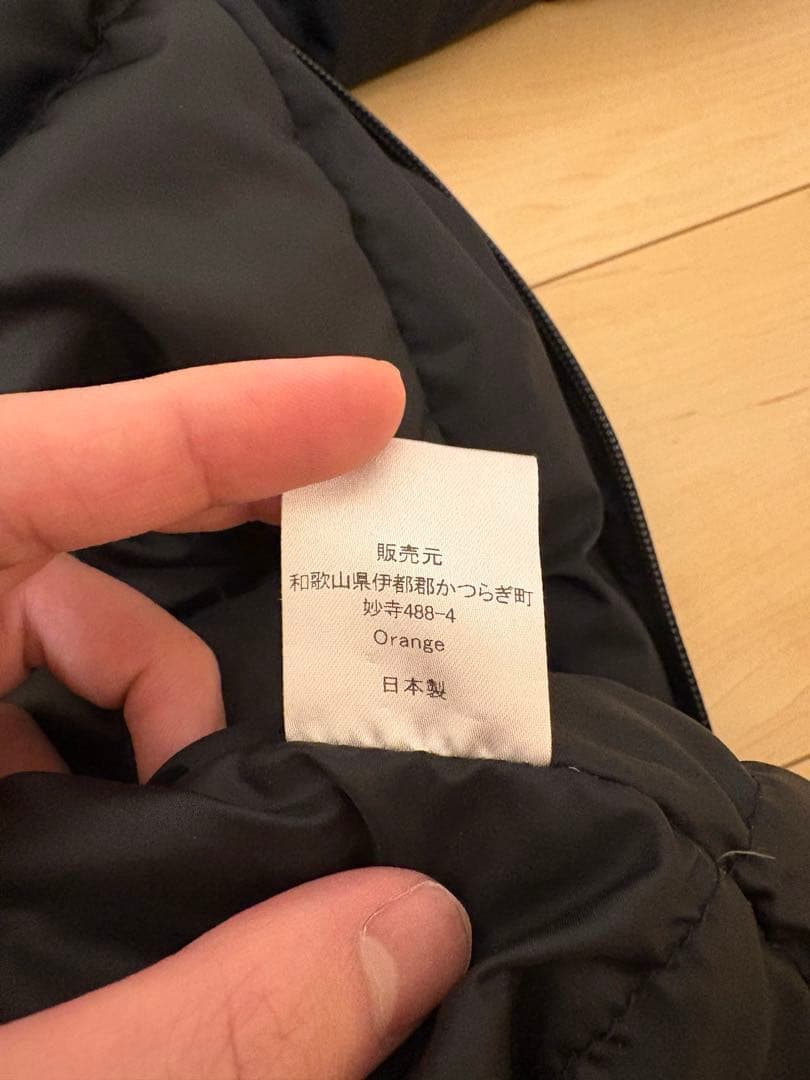 販売元
和歌山県伊都郡かつらぎ町
妙寺488-4
Orange
日本製